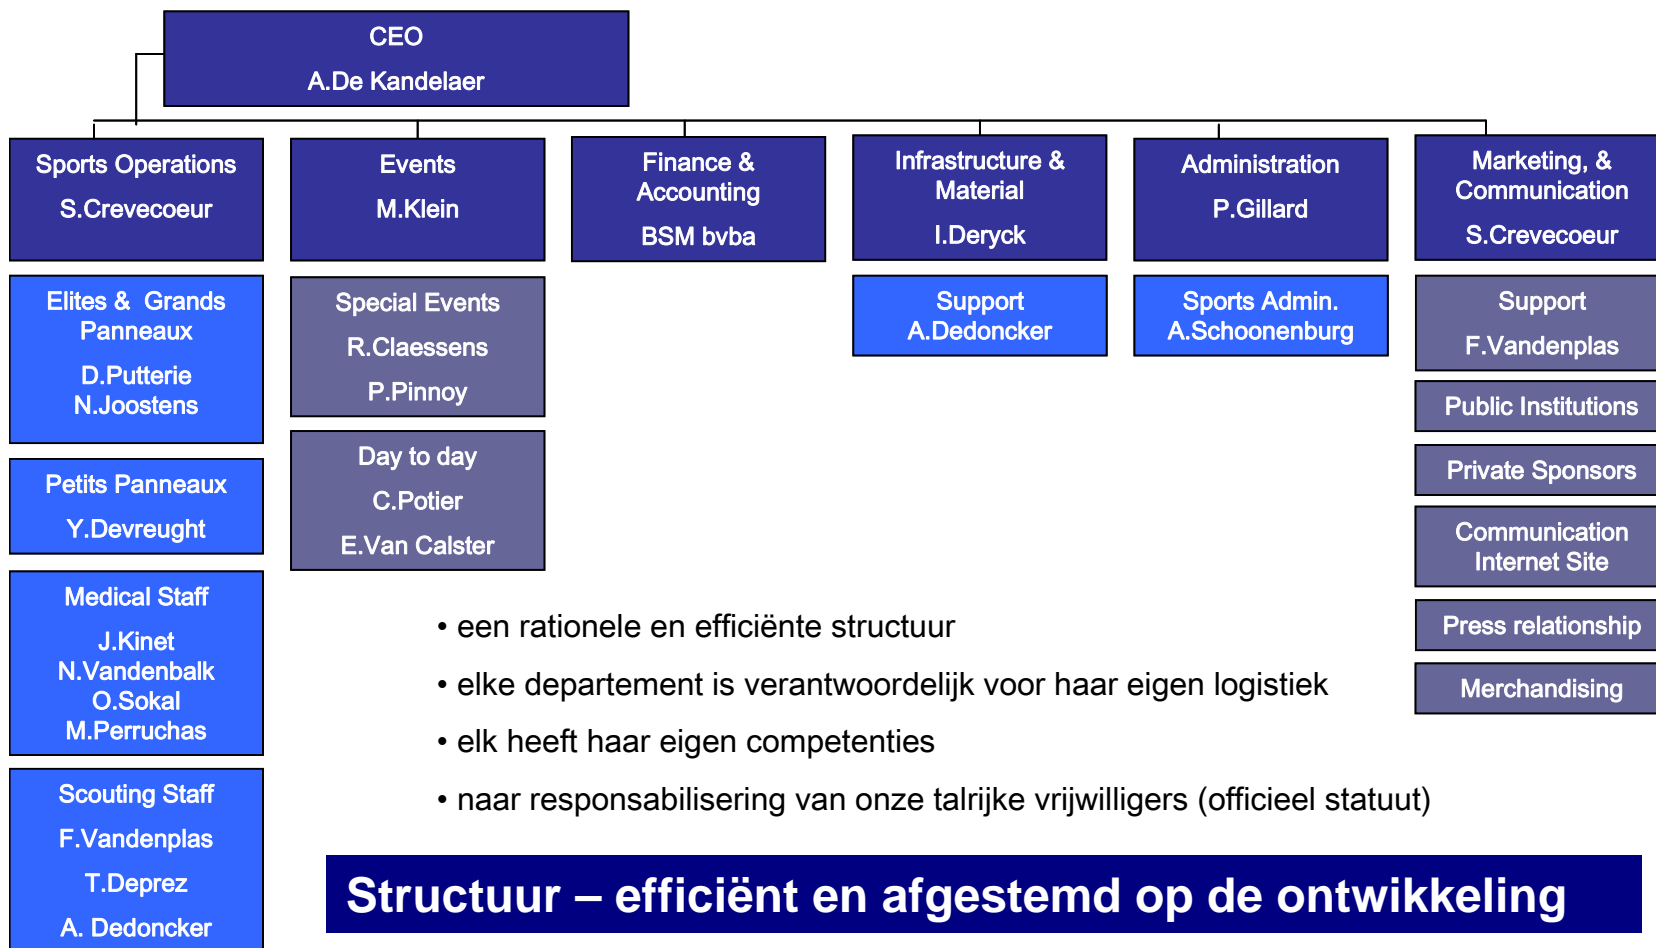 CEO
A.De Kandelaer
Sports Operations
S.Crevecoeur
Events
M.Klein
Finance &
Accounting
BSM bvba
Infrastructure &
Material
I.Deryck
Administration
P.Gillard
Marketing, &
Communication
S.Crevecoeur
Elites &  Grands
Panneaux
D.Putterie
N.Joostens
Petits Panneaux
Y.Devreught
Medical Staff
J.Kinet
N.Vandenbalk
O.Sokal
M.Perruchas
Scouting Staff
F.Vandenplas
T.Deprez
A. Dedoncker
Special Events
R.Claessens
P.Pinnoy
Day to day
C.Potier
E.Van Calster
Support
A.Dedoncker
Sports Admin.
A.Schoonenburg
Support
F.Vandenplas
Public Institutions
Private Sponsors
Communication
Internet Site
Press relationship
Merchandising
• een rationele en efficiënte structuur
• elke departement is verantwoordelijk voor haar eigen logistiek
• elk heeft haar eigen competenties
• naar responsabilisering van onze talrijke vrijwilligers (officieel statuut)
Structuur – efficiënt en afgestemd op de ontwikkeling